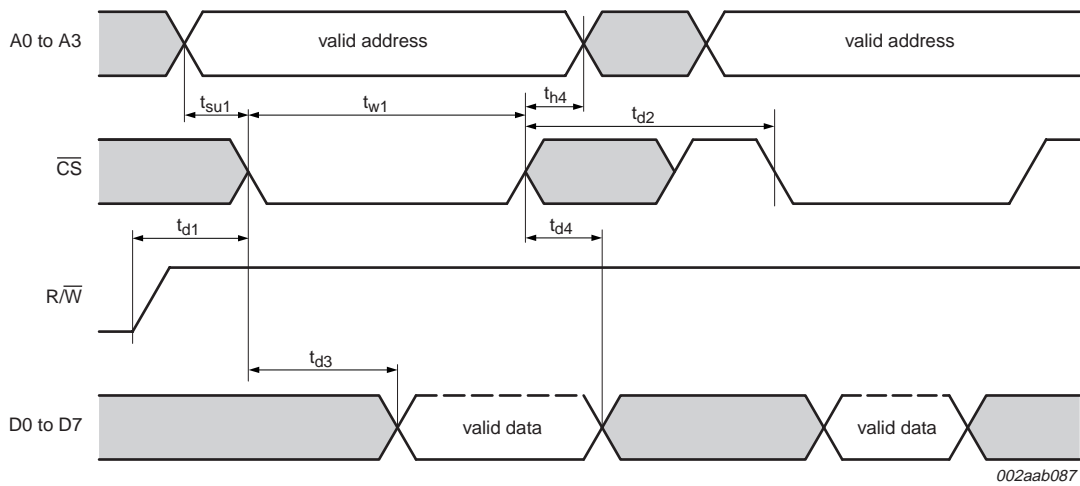 A0 to A3
valid address
valid address
tsu1
tw1
th4
td2
C̅S̅
td1
td4
R/W̅
td3
D0 to D7
valid data
valid data
002aab087